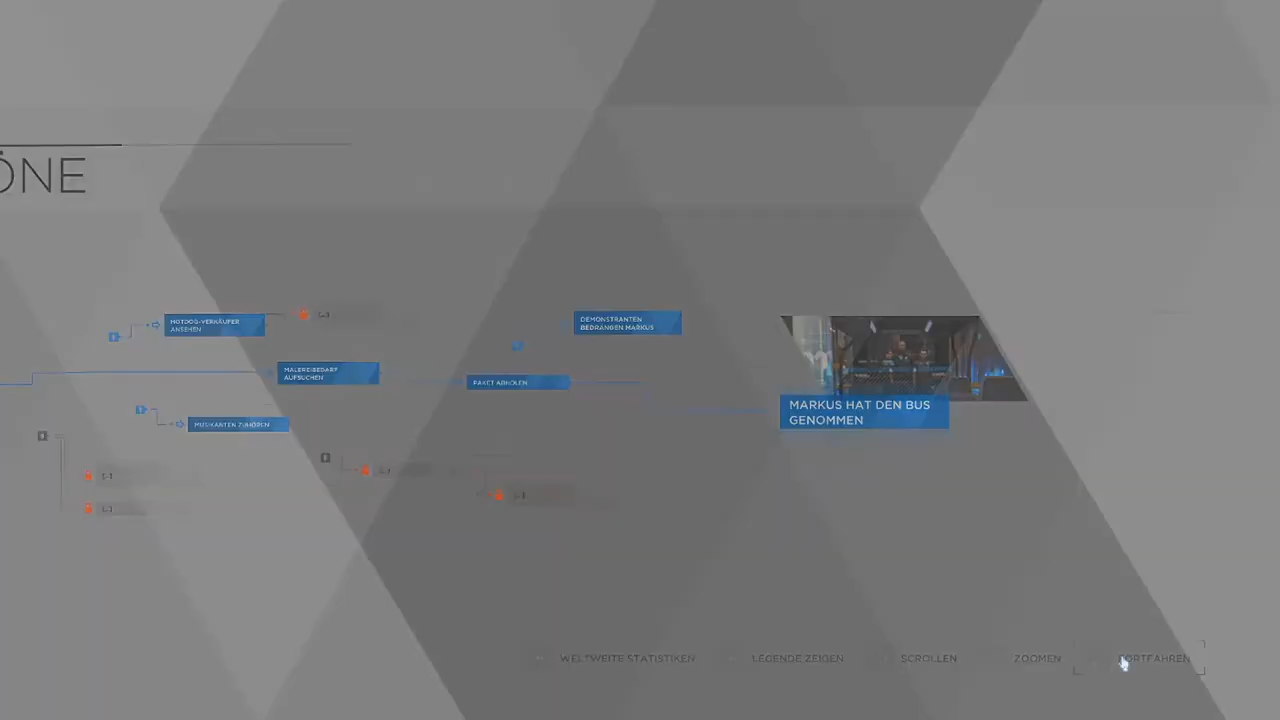 ÖNE
HOTDOG-VERKÄUFER
ANSEHEN
[...]
DEMONSTRANTEN
BEDRÄNGEN MARKUS
MALEREIBEDARF
AUFSUCHEN
PAKET ABHOLEN
MARKUS HAT DEN BUS
GENOMMEN
MUSIKANTEN ZUHÖREN
[...]
[...]
[...]
[...]
WELTWEITE STATISTIKEN
LEGENDE ZEIGEN
SCROLLEN
ZOOMEN
FORTFAHREN